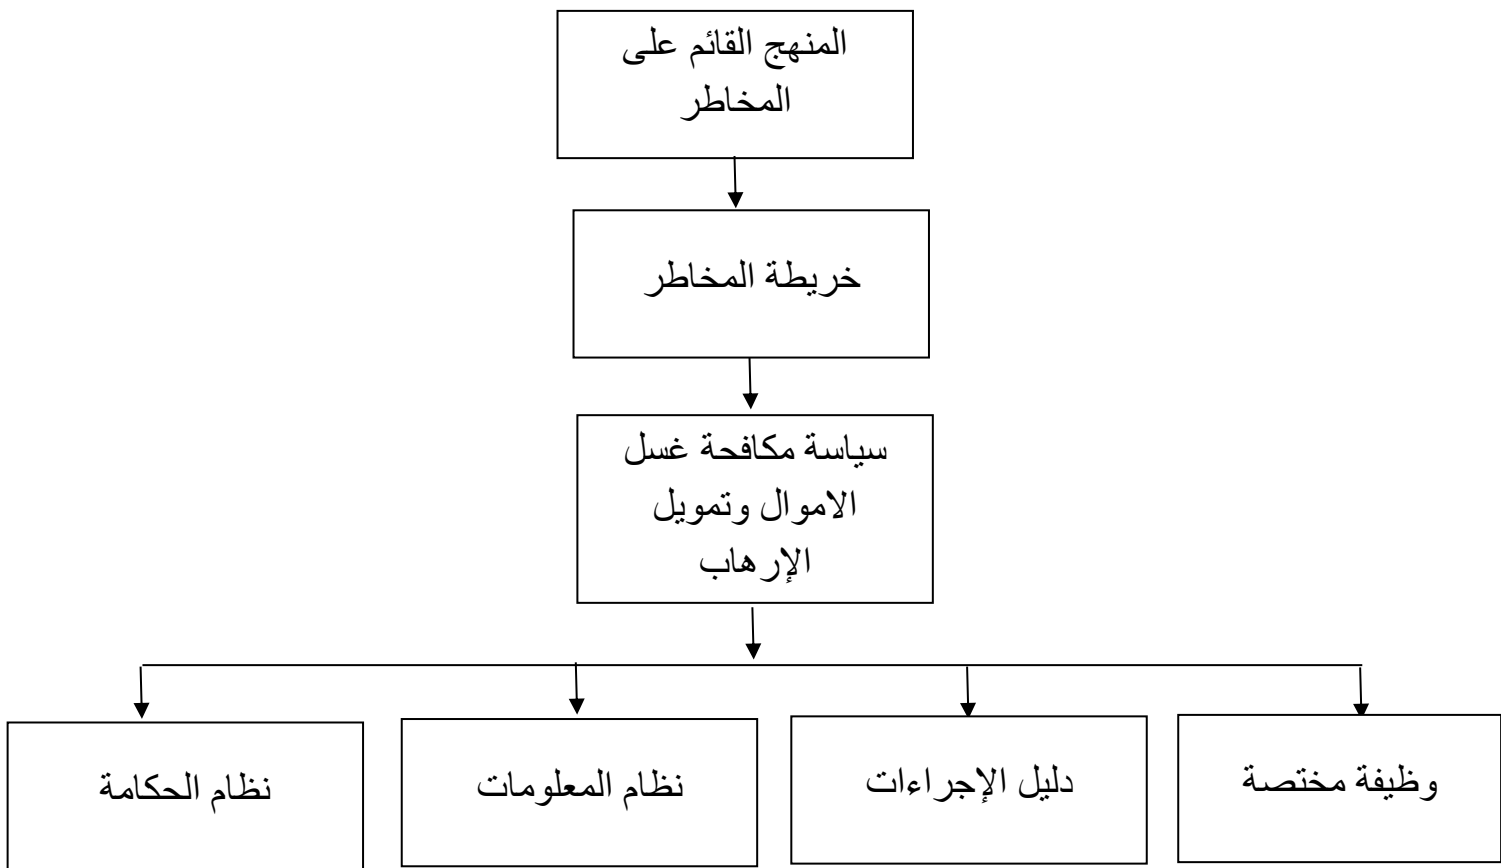 المنهج القائم على
المخاطر
خريطة المخاطر
سياسة مكافحة غسل
الاموال وتمويل
الإرهاب
وظيفة مختصة
دليل الإجراءات
نظام المعلومات
نظام الحكامة